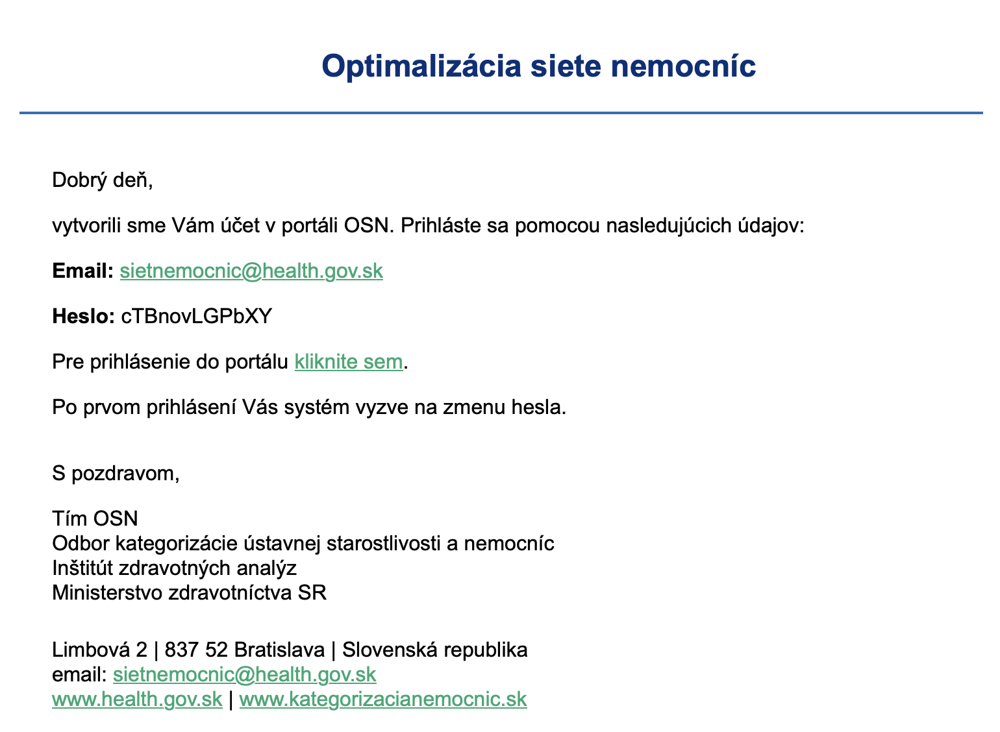 Optimalizácia siete nemocníc
Dobrý deň,
vytvorili sme Vám účet v portáli OSN. Prihláste sa pomocou nasledujúcich údajov:
Email: sietnemocnic@health.gov.sk
Heslo: cTBnovLGPbXY
Pre prihlásenie do portálu kliknite sem.
Po prvom prihlásení Vás systém vyzve na zmenu hesla.
S pozdravom,
Tím OSN
Odbor kategorizácie ústavnej starostlivosti a nemocníc
Inštitút zdravotných analýz
Ministerstvo zdravotníctva SR
Limbová 2 | 837 52 Bratislava | Slovenská republika
email: sietnemocnic@health.gov.sk
www.health.gov.sk | www.kategorizacianemocnic.sk